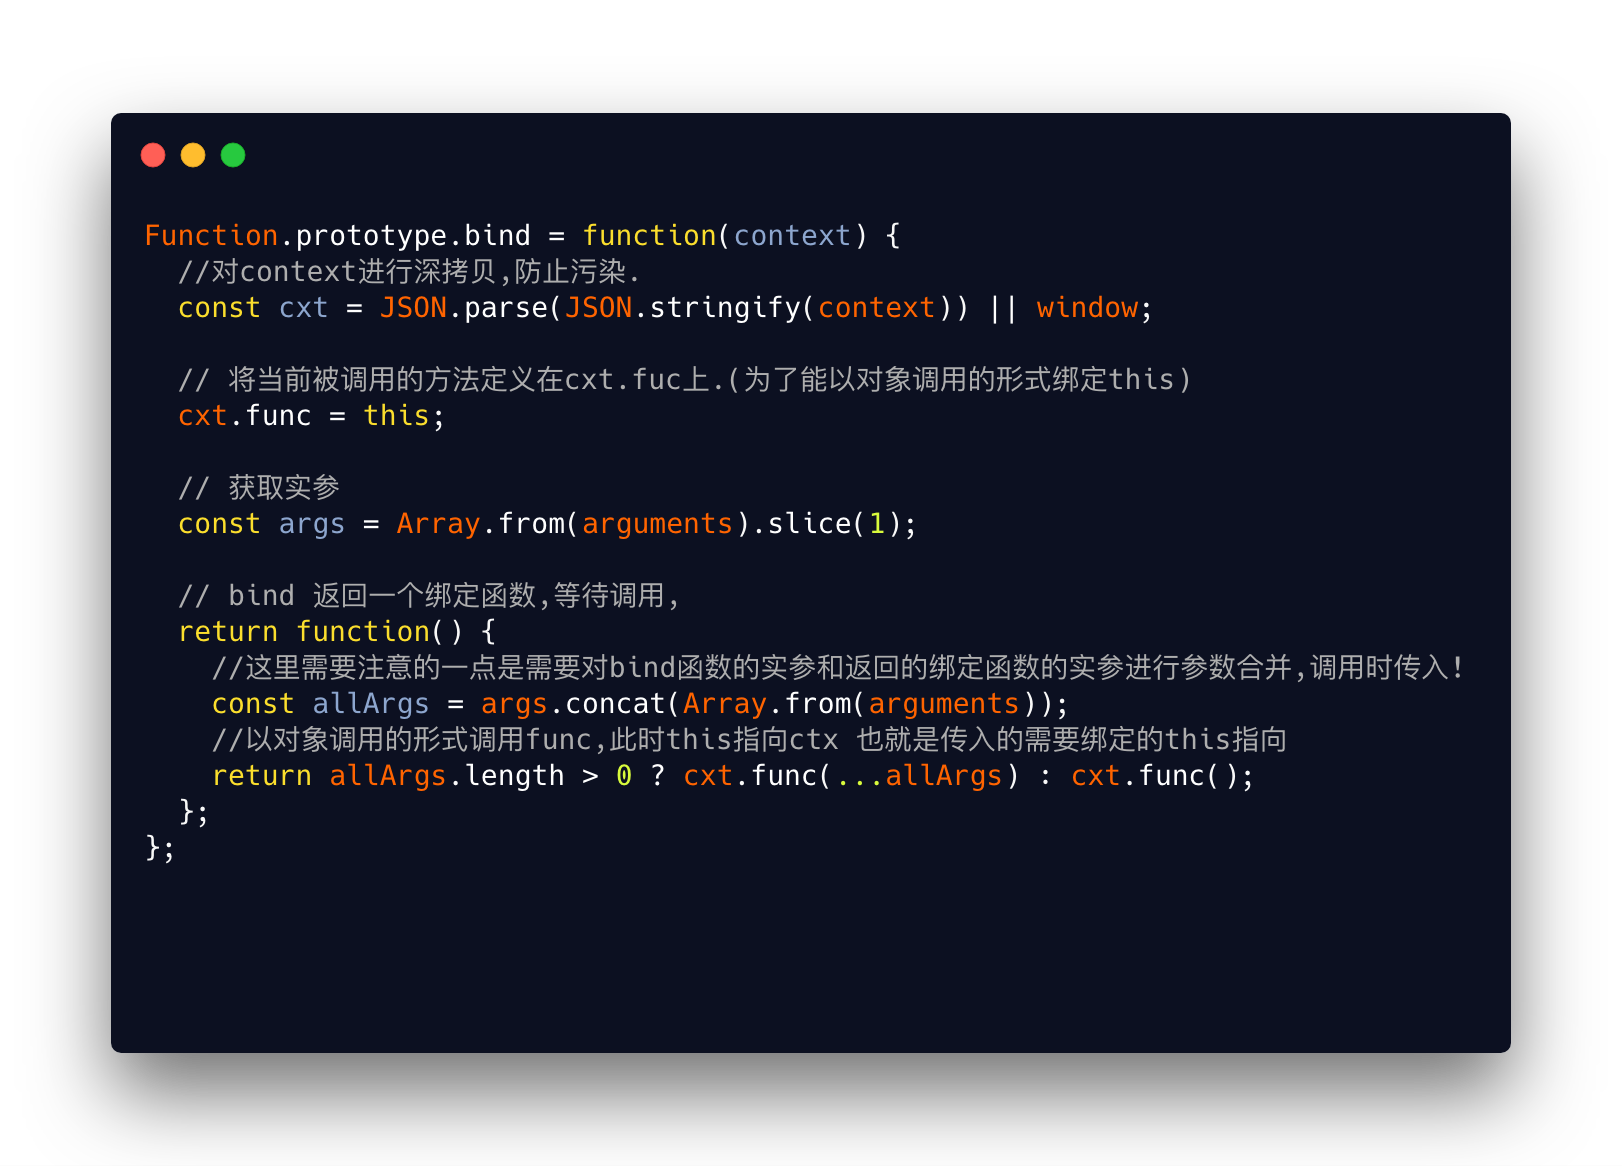 Function.prototype.bind = function(context) {
  //对context进行深拷贝,防止污染.
  const cxt = JSON.parse(JSON.stringify(context)) || window;

  // 将当前被调用的方法定义在cxt.fuc上.(为了能以对象调用的形式绑定this)
  cxt.func = this;

  // 获取实参
  const args = Array.from(arguments).slice(1);

  // bind 返回一个绑定函数,等待调用,
  return function() {
    //这里需要注意的一点是需要对bind函数的实参和返回的绑定函数的实参进行参数合并,调用时传入!
    const allArgs = args.concat(Array.from(arguments));
    //以对象调用的形式调用func,此时this指向ctx 也就是传入的需要绑定的this指向
    return allArgs.length > 0 ? cxt.func(...allArgs) : cxt.func();
  };
};